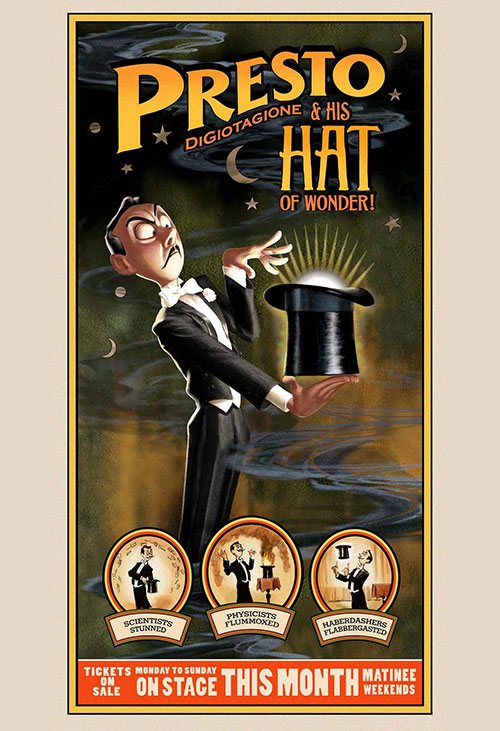 PRESTO
DIGIOTAGIONE & HIS
HAT
OF WONDER!
SCIENTISTS
STUNNED
PHYSICISTS
FLUMMOXED
HABERDASHERS
FLABBERGASTED
TICKETS
ON
SALE
MONDAY TO SUNDAY
ON STAGE
THIS MONTH
MATINEE
WEEKENDS